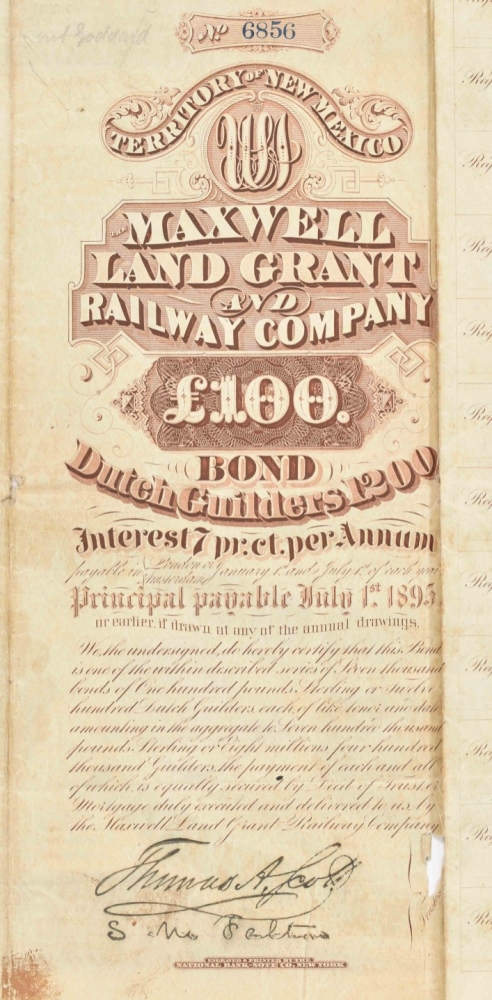 No 6856
TERRITORY OF NEW MEXICO
THE
MAXWELL
LAND GRANT
AND
RAILWAY COMPANY
£100.
BOND
Dutch Guilders 1200
Interest 7 pr. ct. per Annum
payable in London or Amsterdam January 1st and July 1st of each year
Principal payable July 1st 1895
or earlier, if drawn at any of the annual drawings.
We, the undersigned, do hereby certify that this Bond
is one of the within described series of Seven thousand
bonds of One hundred pounds Sterling or Twelve
hundred Dutch Guilders, each of like tenor and date
amounting in the aggregate to Seven hundred thousand
pounds Sterling or Eight millions four hundred
thousand Guilders, the payment of each and all
of which is equally secured by Deed of Trust or
Mortgage duly executed and delivered to us, by
the Maxwell Land Grant Railway Company
Thomas A. Scott
ENGRAVED & PRINTED BY THE
NATIONAL BANK-NOTE CO. NEW YORK